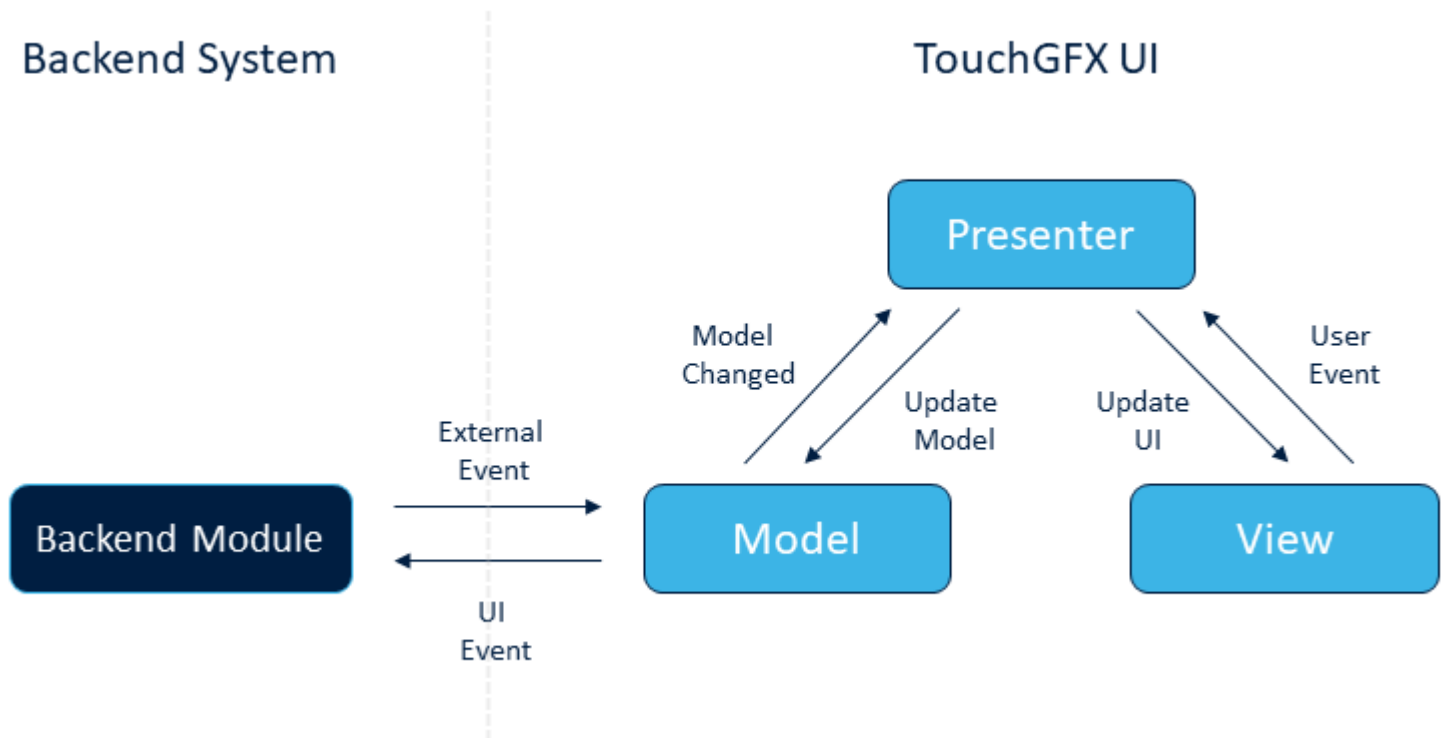 Backend System
TouchGFX UI
Presenter
Model
Changed
User
Event
Update
Model
Update
UI
External
Event
Backend Module
Model
View
UI
Event